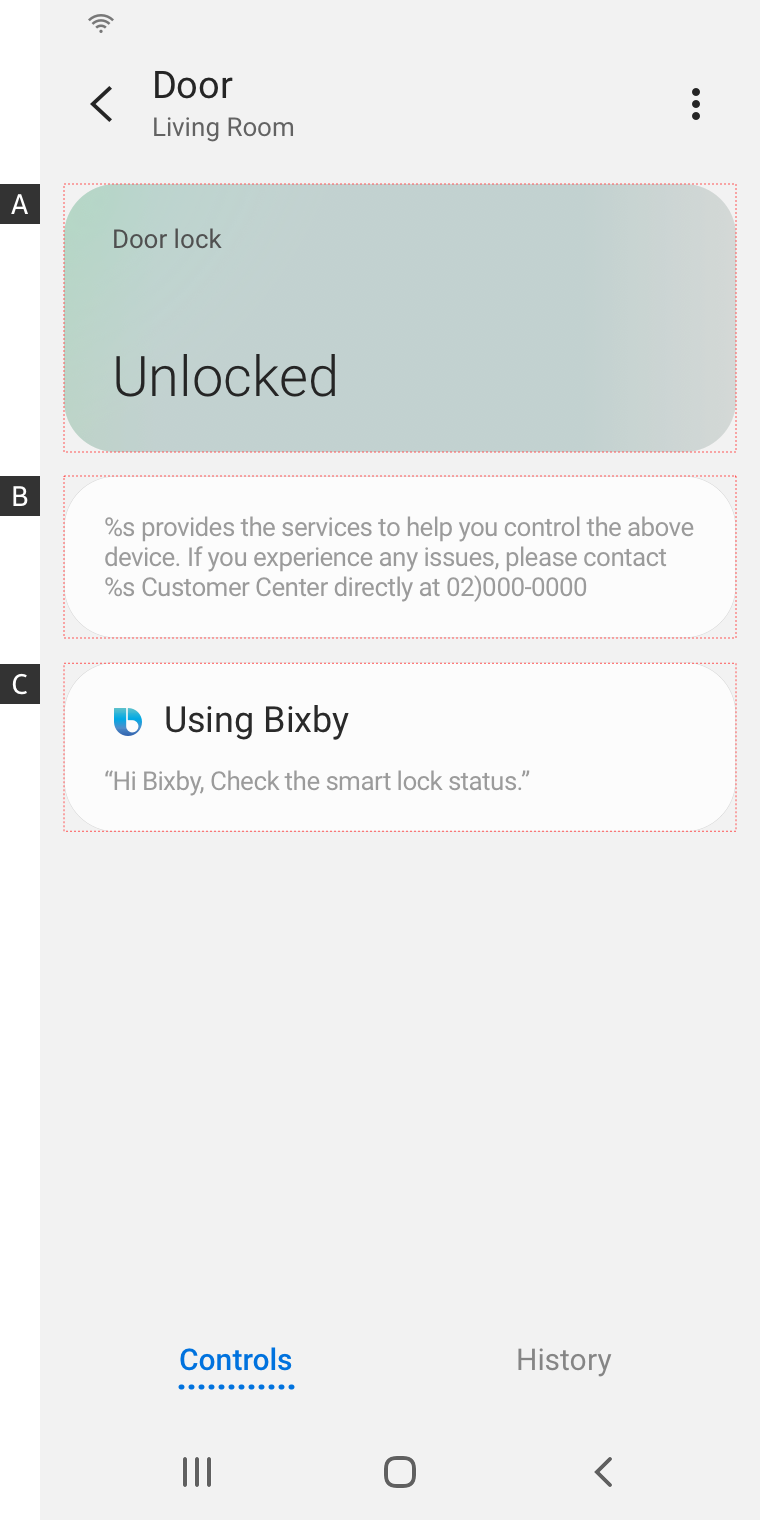 Door
Living Room
A
Door lock
Unlocked
B
%s provides the services to help you control the above
device. If you experience any issues, please contact
%s Customer Center directly at 02)000-0000
C
Using Bixby
“Hi Bixby, Check the smart lock status.”
Controls
History